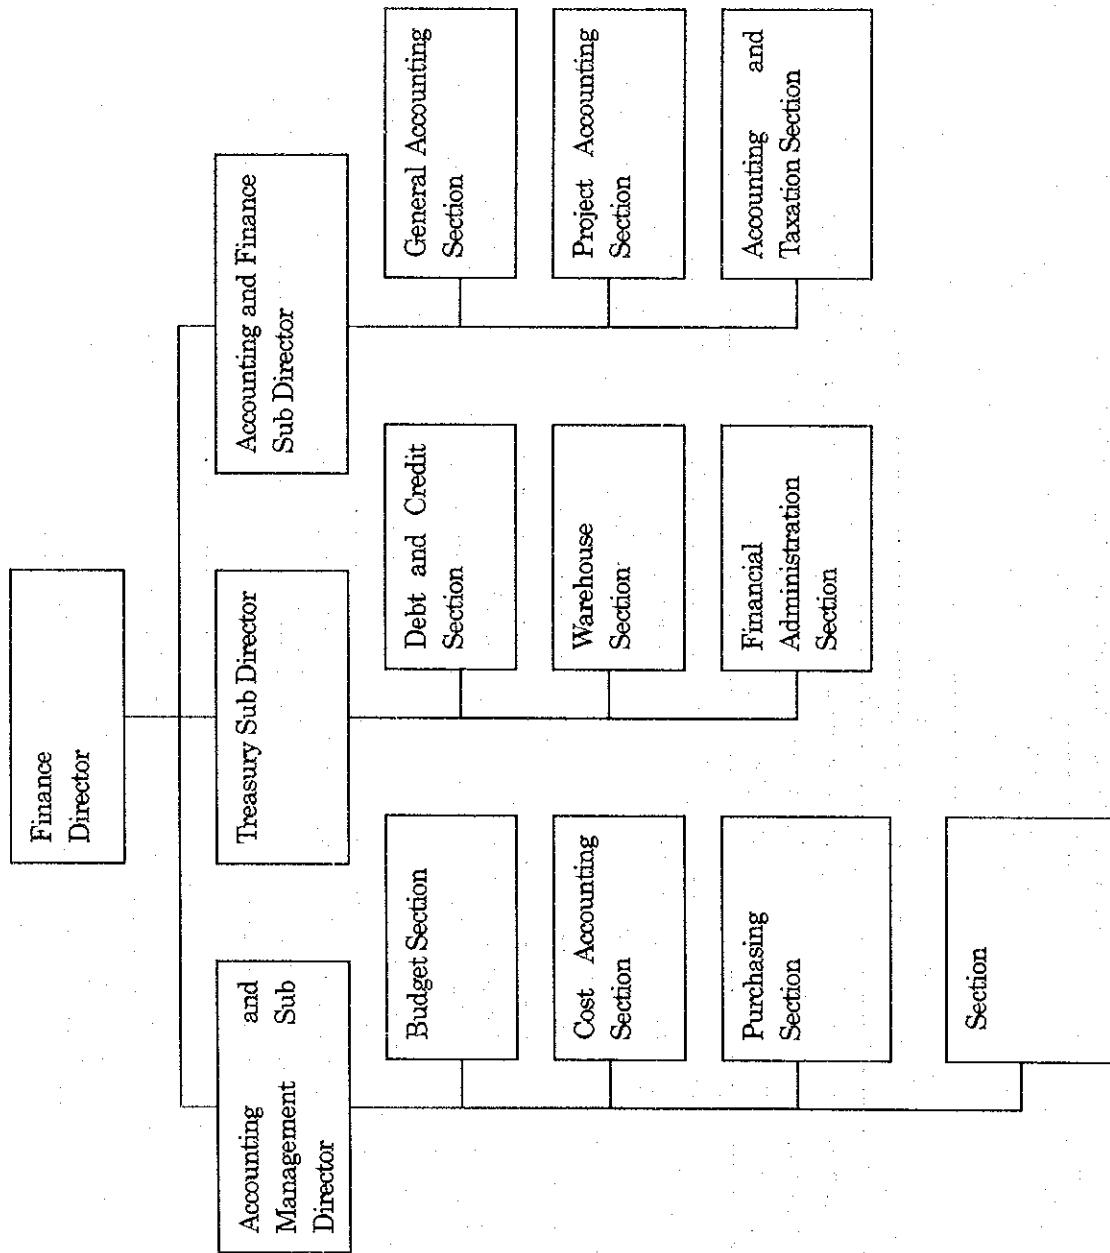 Finance
Director
Accounting and
Management Sub
Director
Treasury Sub Director
Accounting and Finance
Sub Director
Budget Section
Debt and Credit
Section
General Accounting
Section
Cost Accounting
Section
Warehouse
Section
Project Accounting
Section
Purchasing
Section
Financial
Administration
Section
Accounting and
Taxation Section
Section